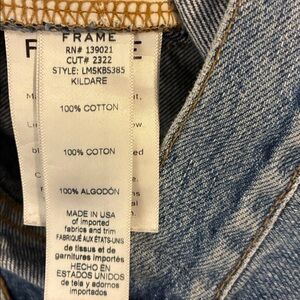 FRAME
RN# 139021
CUT# 2322
STYLE: LMSKBS385
KILDARE
100% COTTON
100% COTON
100% ALGODÓN
MADE IN USA
of imported
fabrics and trim
FABRIQUÉ AUX ÉTATS-UNIS
de tissus et de
garnitures importés
HECHO EN
ESTADOS UNIDOS
de tela y adornos
importados